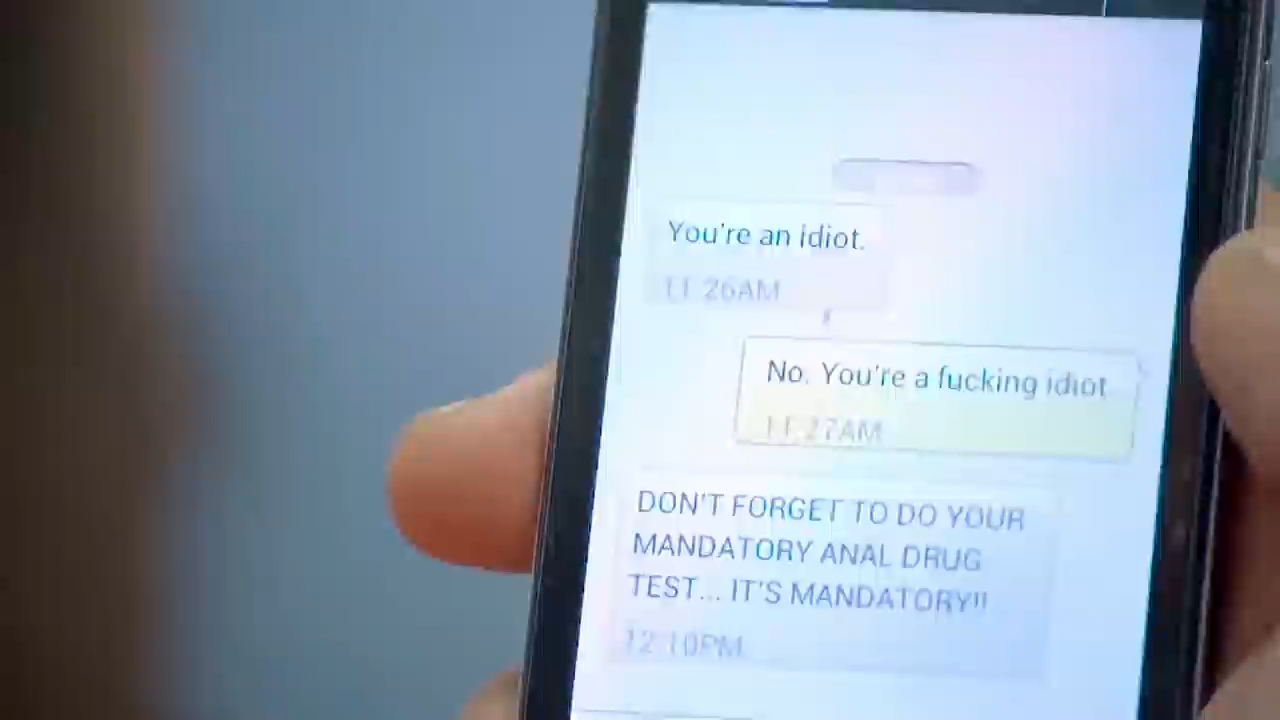 You're an idiot.
11:26AM
No. You're a fucking idiot
11:27AM
DON'T FORGET TO DO YOUR
MANDATORY ANAL DRUG
TEST... IT'S MANDATORY!!
12:10PM